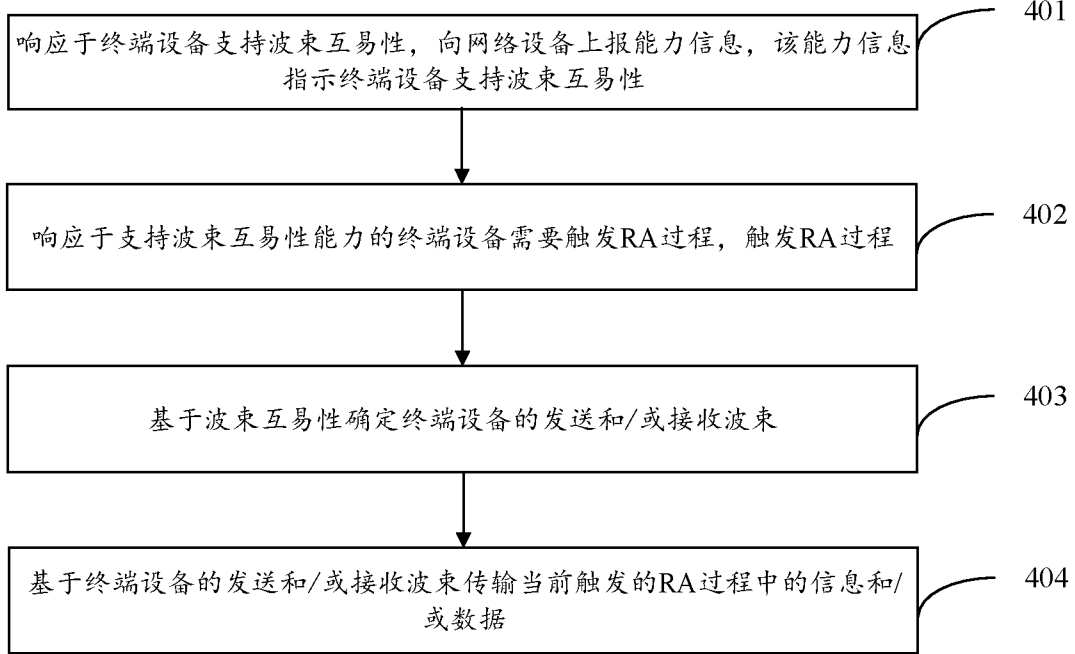 401
响应于终端设备支持波束互易性，向网络设备上报能力信息，该能力信息
指示终端设备支持波束互易性
402
响应于支持波束互易性能力的终端设备需要触发RA过程，触发RA过程
403
基于波束互易性确定终端设备的发送和/或接收波束
404
基于终端设备的发送和/或接收波束传输当前触发的RA过程中的信息和/
或数据